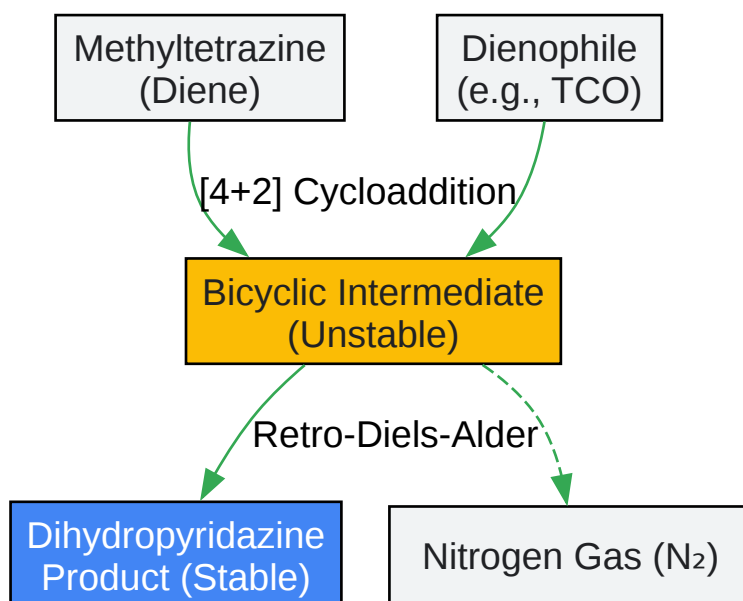 Methyltetrazine
(Diene)
Dienophile
(e.g., TCO)
[4+2] Cycloaddition
Bicyclic Intermediate
(Unstable)
Retro-Diels-Alder
Dihydropyridazine
Product (Stable)
Nitrogen Gas (N₂)